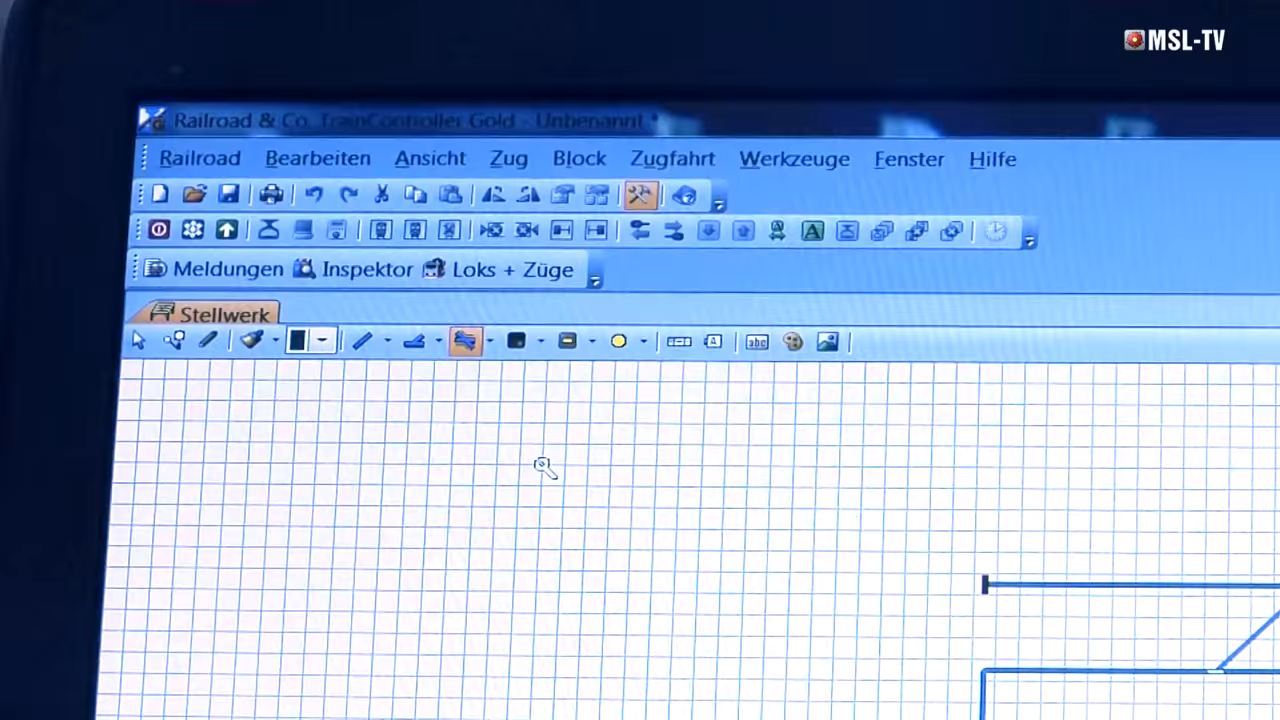 MSL-TV
Railroad & Co. TrainController Gold - Unbenannt *
Railroad Bearbeiten Ansicht Zug Block Zugfahrt Werkzeuge Fenster Hilfe
A
Meldungen Inspektor Loks + Züge
Stellwerk
A abc